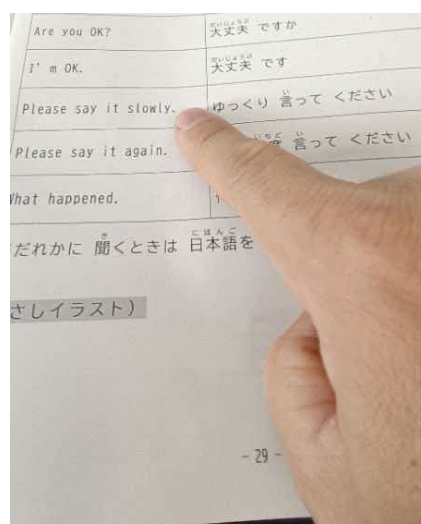 Are you OK? 大丈夫 ですか
I'm OK. 大丈夫 です
Please say it slowly. ゆっくり 言って ください
Please say it again. 度 言って ください
hat happened.
だれかに 聞くときは 日本語を
さしイラスト)
- 29 -